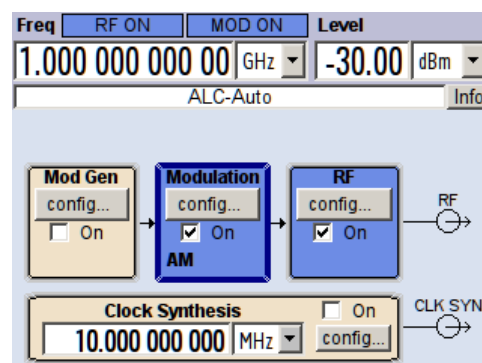 Freq RF ON MOD ON Level
1.000 000 000 00 GHz -30.00 dBm
ALC-Auto Info
Mod Gen Modulation RF
config... config... config... RF
On On On
AM
Clock Synthesis On CLK SYN
10.000 000 000 MHz config...